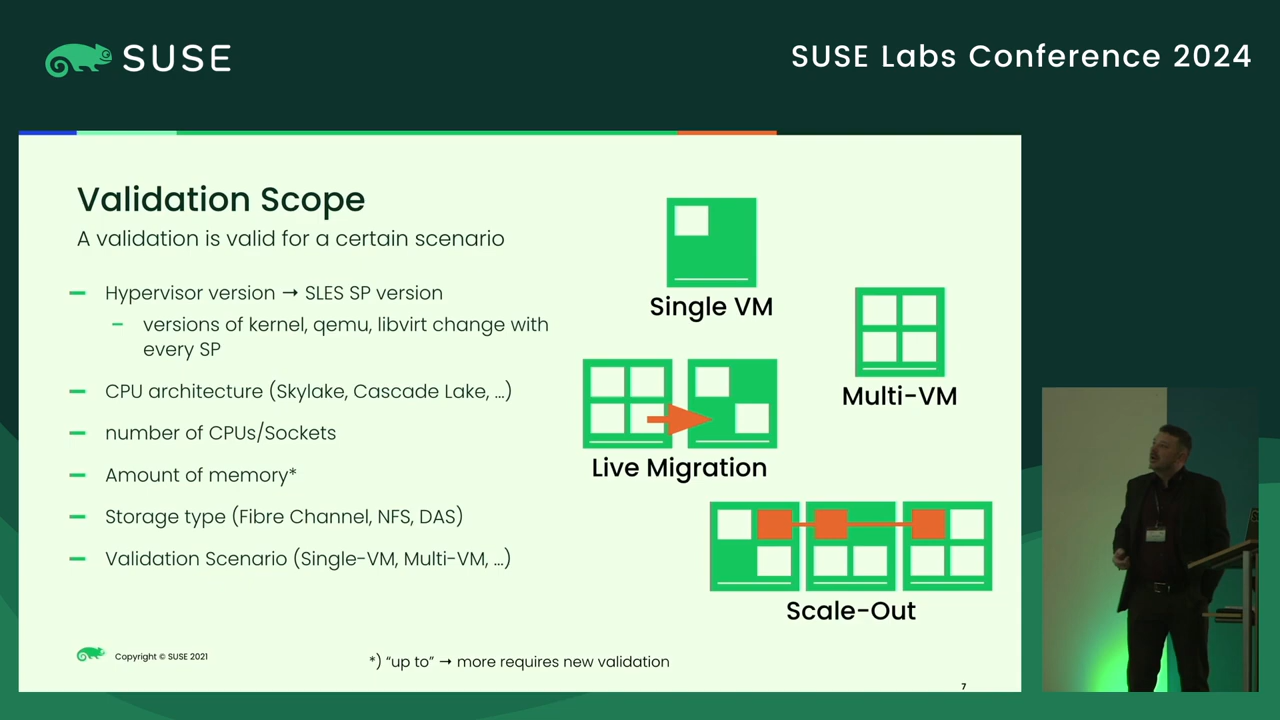 SUSE
SUSE Labs Conference 2024
Validation Scope
A validation is valid for a certain scenario
Hypervisor version → SLES SP version
versions of kernel, qemu, libvirt change with
every SP
CPU architecture (Skylake, Cascade Lake, ...)
number of CPUs/Sockets
Amount of memory*
Storage type (Fibre Channel, NFS, DAS)
Validation Scenario (Single-VM, Multi-VM, ...)
Single VM
Multi-VM
Live Migration
Scale-Out
Copyright © SUSE 2021
*) “up to” → more requires new validation
7